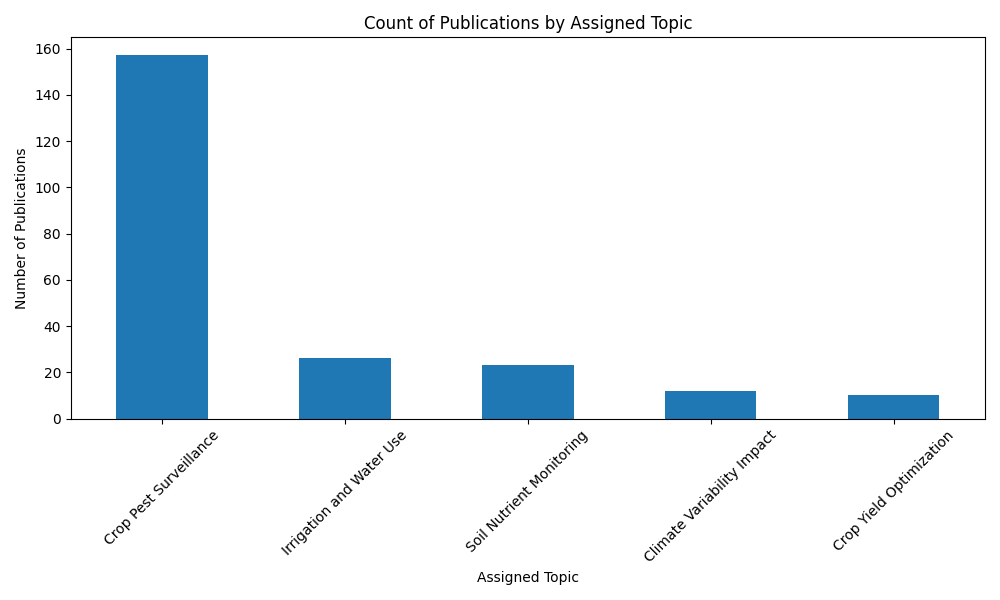 Count of Publications by Assigned Topic
Number of Publications
160
140
120
100
80
60
40
20
0
Crop Pest Surveillance
Irrigation and Water Use
Soil Nutrient Monitoring
Climate Variability Impact
Crop Yield Optimization
Assigned Topic